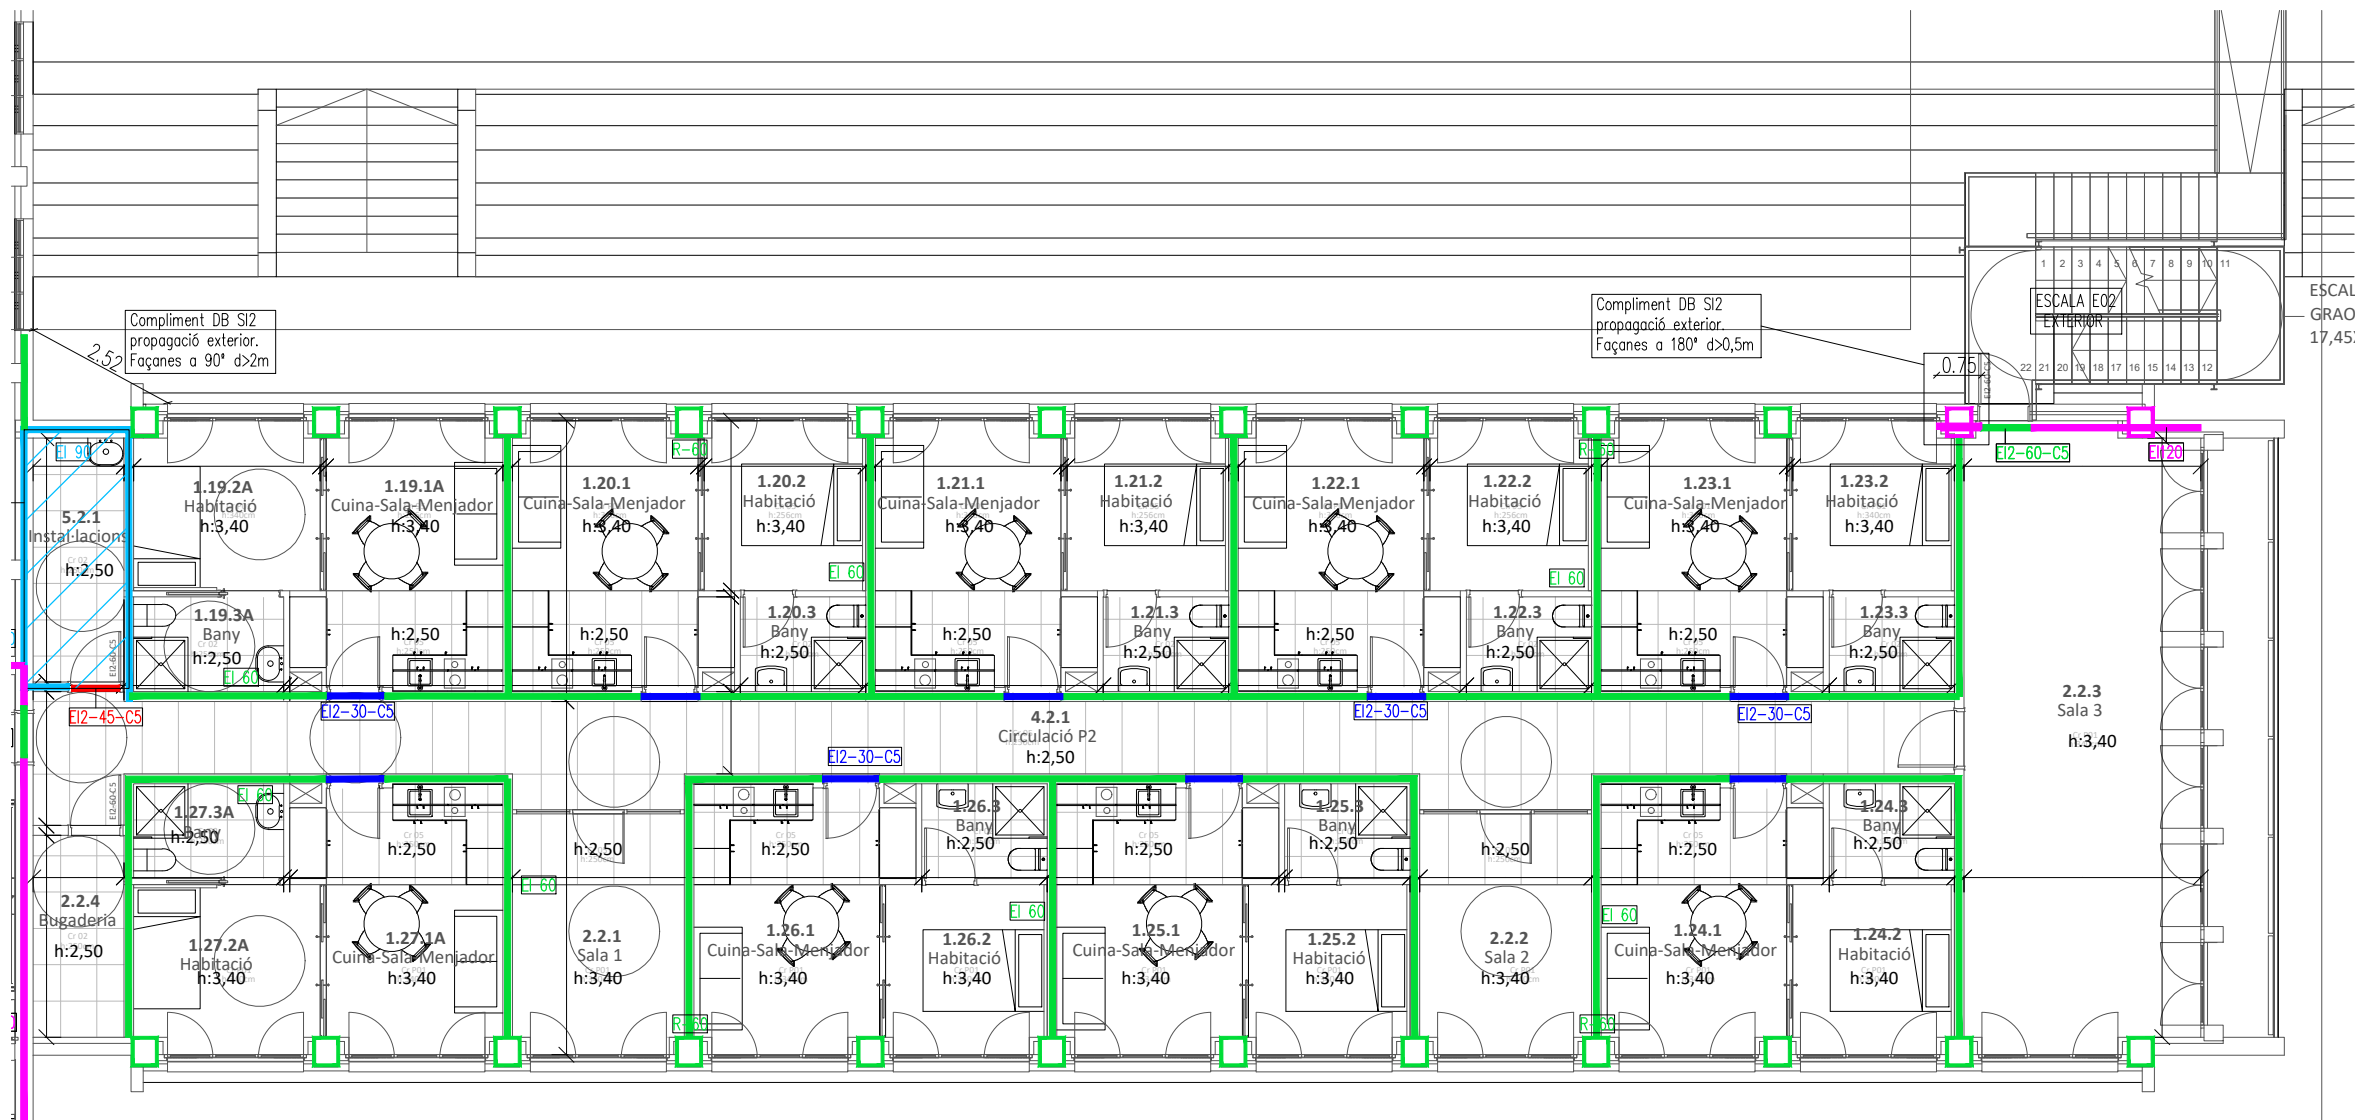 Compliment DB SI2
propagació exterior.
Façanes a 90° d>2m
2.52
Compliment DB SI2
propagació exterior.
Façanes a 180° d>0,5m
0.75
1 2 3 4 5 6 7 8 9 10 11
ESCALA E02
EXTERIOR
22 21 20 19 18 17 16 15 14 13 12
ESCAL
GRAO
17,45
EI2-60-C5
EI 90
R-60
R-60
EI2-60-C5
EI120
5.2.1
Instal·lacions
h:2,50
1.19.2A
Habitació
h:3,40
1.19.1A
Cuina-Sala-Menjador
h:3,40
1.20.1
Cuina-Sala-Menjador
h:3,40
1.20.2
Habitació
h:3,40
1.21.1
Cuina-Sala-Menjador
h:3,40
1.21.2
Habitació
h:3,40
1.22.1
Cuina-Sala-Menjador
h:3,40
1.22.2
Habitació
h:3,40
1.23.1
Cuina-Sala-Menjador
h:3,40
1.23.2
Habitació
h:3,40
EI 60
EI 60
1.19.3A
Bany
h:2,50
EI 60
h:2,50
h:2,50
1.20.3
Bany
h:2,50
h:2,50
1.21.3
Bany
h:2,50
h:2,50
1.22.3
Bany
h:2,50
h:2,50
1.23.3
Bany
h:2,50
EI2-60-C5
EI2-45-C5
EI2-30-C5
EI2-30-C5
EI2-30-C5
EI2-30-C5
4.2.1
Circulació P2
h:2,50
2.2.3
Sala 3
h:3,40
EI2-60-C5
EI 60
1.27.3A
Bany
h:2,50
h:2,50
h:2,50
h:2,50
1.26.3
Bany
h:2,50
h:2,50
1.25.3
Bany
h:2,50
h:2,50
h:2,50
1.24.3
Bany
h:2,50
EI 60
EI 60
EI 60
2.2.4
Bugaderia
h:2,50
1.27.2A
Habitació
h:3,40
1.27.1A
Cuina-Sala-Menjador
h:3,40
2.2.1
Sala 1
h:3,40
1.26.1
Cuina-Sala-Menjador
h:3,40
1.26.2
Habitació
h:3,40
1.25.1
Cuina-Sala-Menjador
h:3,40
1.25.2
Habitació
h:3,40
2.2.2
Sala 2
h:3,40
1.24.1
Cuina-Sala-Menjador
h:3,40
1.24.2
Habitació
h:3,40
R-60
R-60